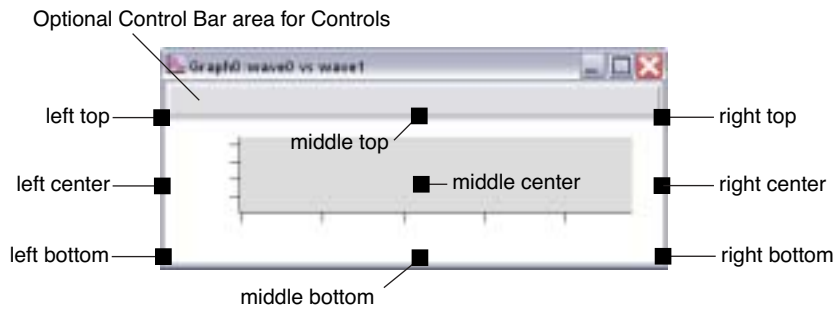 Optional Control Bar area for Controls
Graph0:wave0 vs wave1
left top
right top
middle top
left center
middle center
right center
left bottom
right bottom
middle bottom